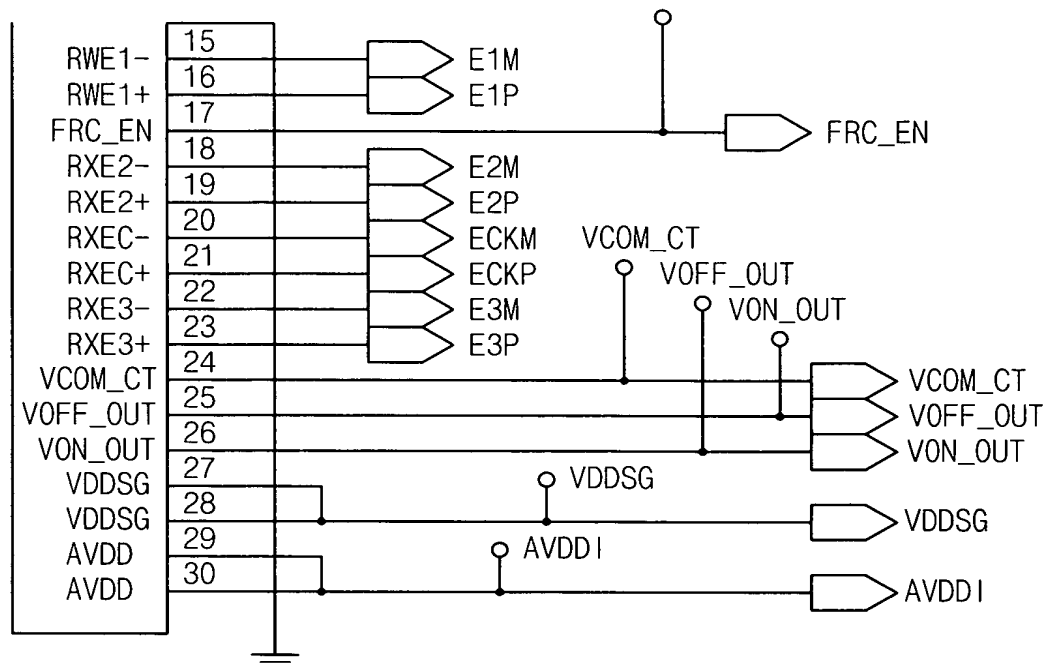 RWE1- 15 E1M
RWE1+ 16 E1P
FRC_EN 17 FRC_EN
RXE2- 18 E2M
RXE2+ 19 E2P
RXEC- 20 ECKM VCOM_CT
RXEC+ 21 ECKP VOFF_OUT
RXE3- 22 E3M VON_OUT
RXE3+ 23 E3P
VCOM_CT 24 VCOM_CT
VOFF_OUT 25 VOFF_OUT
VON_OUT 26 VON_OUT
VDDSG 27 VDDSG
VDDSG 28 VDDSG
AVDD 29 AVDDI
AVDD 30 AVDDI